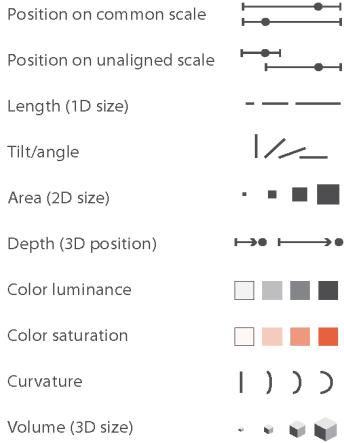 Position on common scale
Position on unaligned scale
Length (1D size)
Tilt/angle
Area (2D size)
Depth (3D position)
Color luminance
Color saturation
Curvature
Volume (3D size)